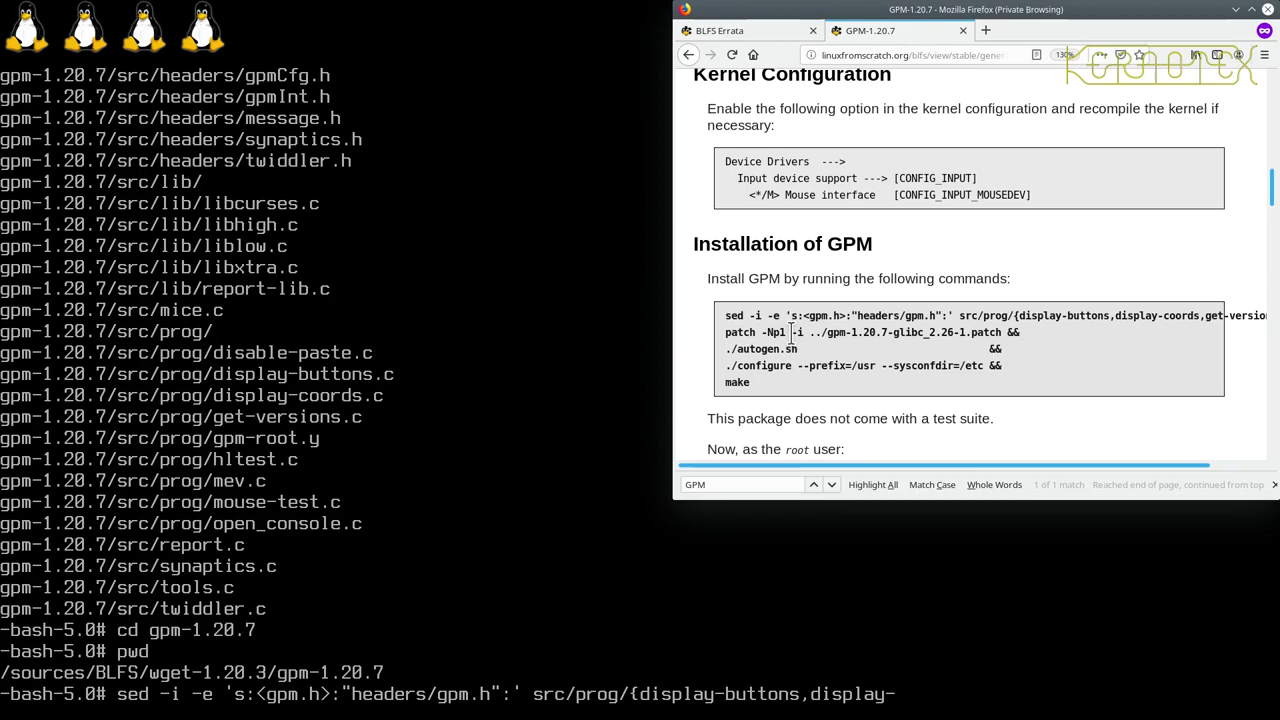 gpm-1.20.7/src/headers/gpmCfg.h
gpm-1.20.7/src/headers/gpmInt.h
gpm-1.20.7/src/headers/message.h
gpm-1.20.7/src/headers/synaptics.h
gpm-1.20.7/src/headers/twiddler.h
gpm-1.20.7/src/lib/
gpm-1.20.7/src/lib/libcurses.c
gpm-1.20.7/src/lib/libhigh.c
gpm-1.20.7/src/lib/liblow.c
gpm-1.20.7/src/lib/libxtra.c
gpm-1.20.7/src/lib/report-lib.c
gpm-1.20.7/src/mice.c
gpm-1.20.7/src/prog/
gpm-1.20.7/src/prog/disable-paste.c
gpm-1.20.7/src/prog/display-buttons.c
gpm-1.20.7/src/prog/display-coords.c
gpm-1.20.7/src/prog/get-versions.c
gpm-1.20.7/src/prog/gpm-root.y
gpm-1.20.7/src/prog/hltest.c
gpm-1.20.7/src/prog/mev.c
gpm-1.20.7/src/prog/mouse-test.c
gpm-1.20.7/src/prog/open_console.c
gpm-1.20.7/src/report.c
gpm-1.20.7/src/synaptics.c
gpm-1.20.7/src/tools.c
gpm-1.20.7/src/twiddler.c
-bash-5.0# cd gpm-1.20.7
-bash-5.0# pwd
/sources/BLFS/wget-1.20.3/gpm-1.20.7
-bash-5.0# sed -i -e 's:<gpm.h>:"headers/gpm.h":' src/prog/{display-buttons,display-
GPM-1.20.7 - Mozilla Firefox (Private Browsing)
BLFS Errata
GPM-1.20.7
linuxfromscratch.org/blfs/view/stable/gener
130%
KERNOTEX
Kernel Configuration
Enable the following option in the kernel configuration and recompile the kernel if
necessary:
Device Drivers --->
Input device support ---> [CONFIG_INPUT]
<*/M> Mouse interface [CONFIG_INPUT_MOUSEDEV]
Installation of GPM
Install GPM by running the following commands:
sed -i -e 's:<gpm.h>:"headers/gpm.h":' src/prog/{display-buttons,display-coords,get-version
patch -Np1 -i ../gpm-1.20.7-glibc_2.26-1.patch &&
./autogen.sh &&
./configure --prefix=/usr --sysconfdir=/etc &&
make
This package does not come with a test suite.
Now, as the root user:
GPM
Highlight All
Match Case
Whole Words
1 of 1 match
Reached end of page, continued from top